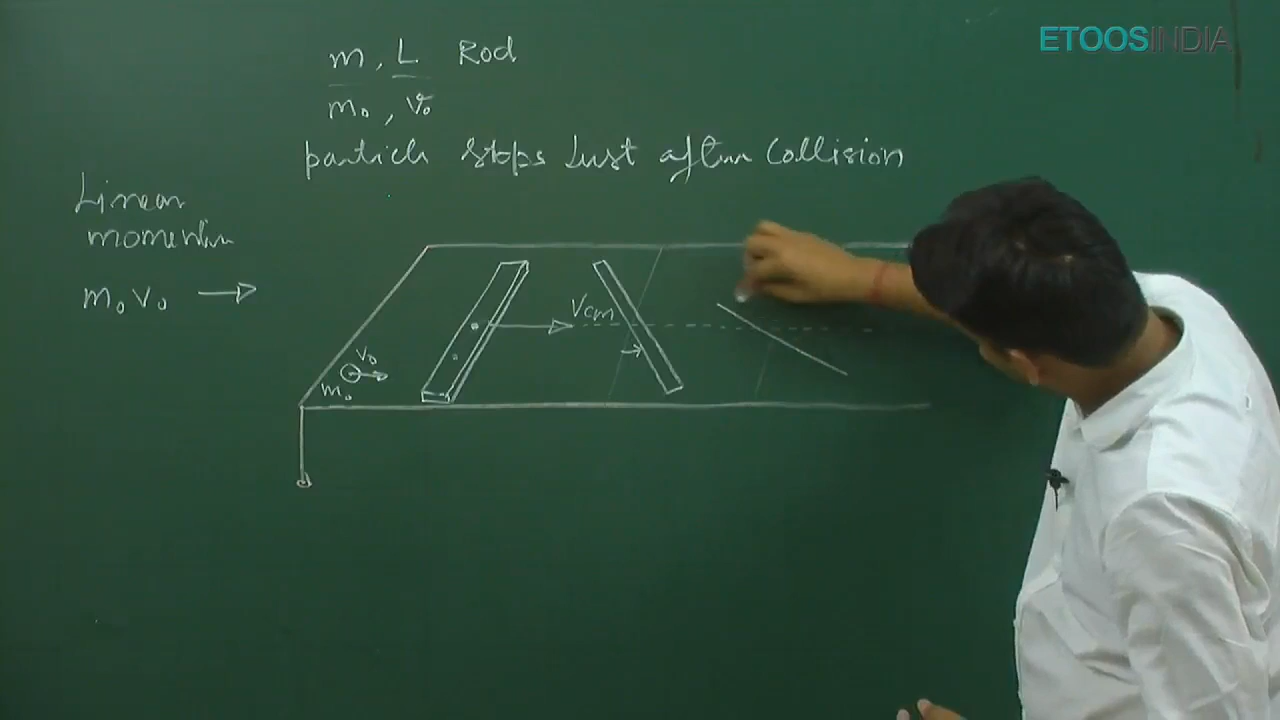 ETOOSINDIA
m, L Rod
m₀, v₀
particle stops Just after Collision
Linear
momentum
m₀v₀ →
v₀
m₀
Vcm